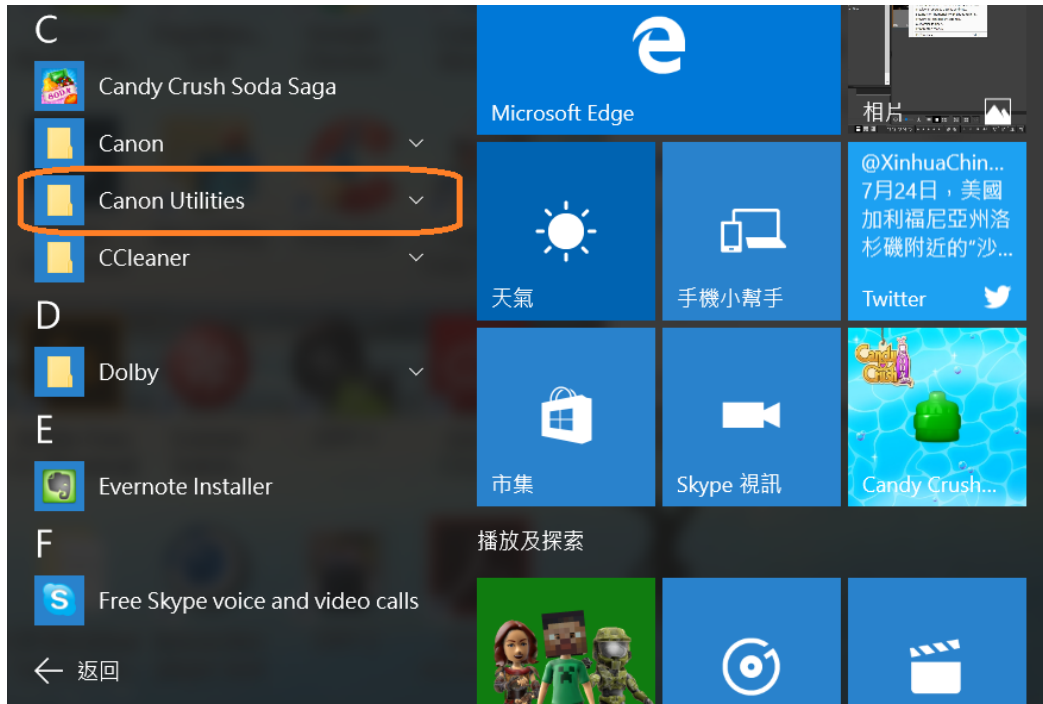 C
Candy Crush Soda Saga
Canon
Canon Utilities
CCleaner
D
Dolby
E
Evernote Installer
F
Free Skype voice and video calls
返回
Microsoft Edge
相片
天氣
手機小幫手
@XinhuaChin...
7月24日，美國
加利福尼亞州洛
杉磯附近的“沙...
Twitter
市集
Skype 視訊
Candy Crush...
播放及探索